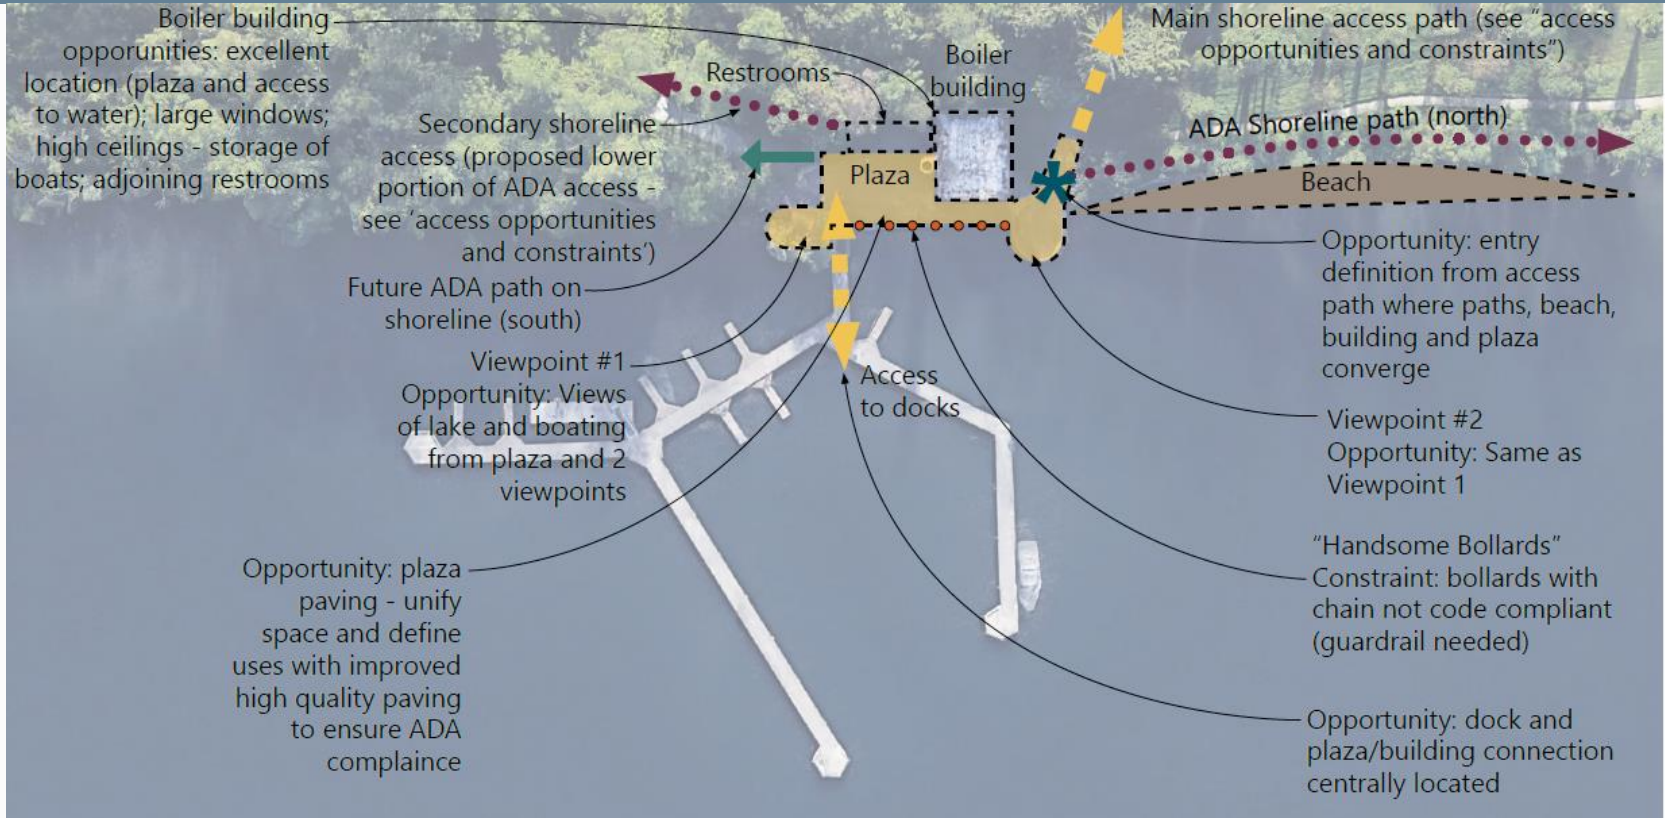 Boiler building
opporunities: excellent
location (plaza and access
to water); large windows;
high ceilings - storage of
boats; adjoining restrooms
Restrooms
Boiler
building
Main shoreline access path (see “access
opportunities and constraints”)
Secondary shoreline
access (proposed lower
portion of ADA access -
see ‘access opportunities
and constraints’)
Plaza
ADA Shoreline path (north)
Beach
Future ADA path on
shoreline (south)
Opportunity: entry
definition from access
path where paths, beach,
building and plaza
converge
Viewpoint #1
Opportunity: Views
of lake and boating
from plaza and 2
viewpoints
Access
to docks
Viewpoint #2
Opportunity: Same as
Viewpoint 1
Opportunity: plaza
paving - unify
space and define
uses with improved
high quality paving
to ensure ADA
complaince
“Handsome Bollards”
Constraint: bollards with
chain not code compliant
(guardrail needed)
Opportunity: dock and
plaza/building connection
centrally located